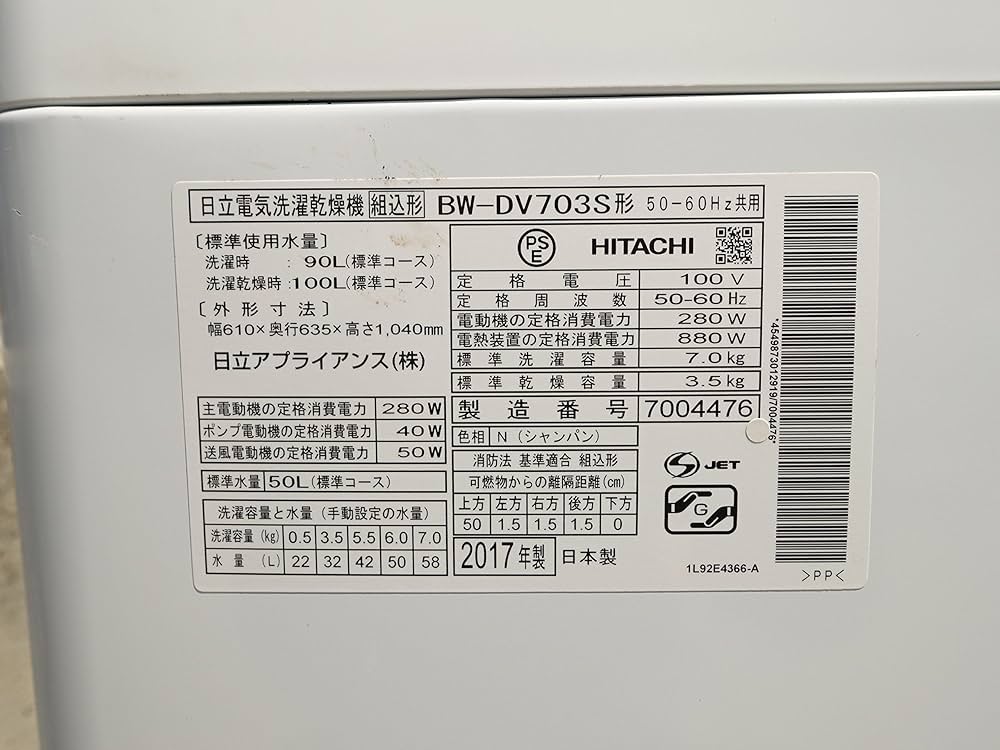 日立電気洗濯乾燥機 組込形 BW-DV703S形 50-60Hz共用
〔標準使用水量〕
洗濯時 : 90L(標準コース)
洗濯乾燥時 : 100L(標準コース)
〔外形寸法〕
幅610×奥行635×高さ1,040mm
日立アプライアンス(株)
主電動機の定格消費電力 280W
ポンプ電動機の定格消費電力 40W
送風電動機の定格消費電力 50W
標準水量 50L(標準コース)
洗濯容量と水量(手動設定の水量)
洗濯容量(kg) 0.5 3.5 5.5 6.0 7.0
水量(L) 22 32 42 50 58
PS
E
HITACHI
定格電圧 100V
定格周波数 50-60Hz
電動機の定格消費電力 280W
電熱装置の定格消費電力 880W
標準洗濯容量 7.0kg
標準乾燥容量 3.5kg
製造番号 7004476
色相 N(シャンパン)
消防法 基準適合 組込形
可燃物からの離隔距離(cm)
上方 左方 右方 後方 下方
50 1.5 1.5 1.5 0
2017年製 日本製
S JET
G
1L92E4366-A
*4549873012919/7004476*
>PP<